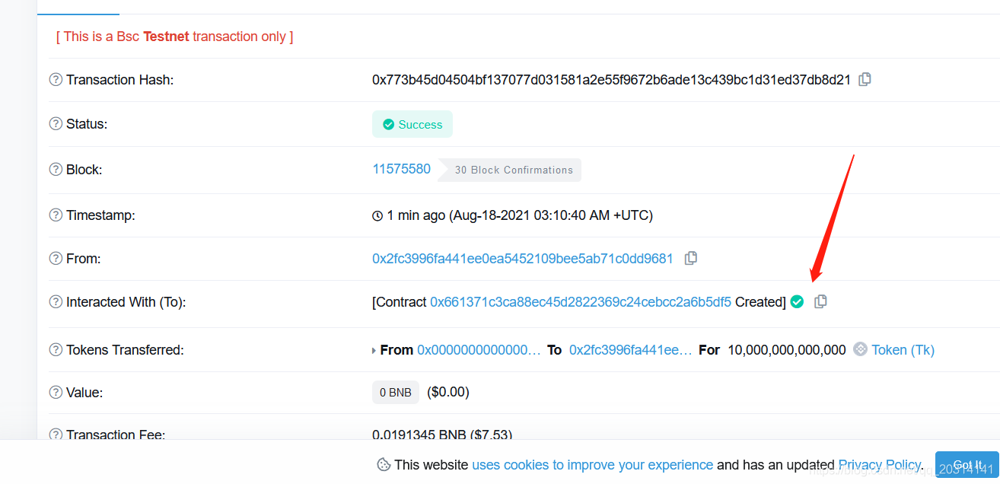 [ This is a Bsc Testnet transaction only ]
Transaction Hash: 0x773b45d04504bf137077d031581a2e55f9672b6ade13c439bc1d31ed37db8d21
Status: Success
Block: 11575580 30 Block Confirmations
Timestamp: 1 min ago (Aug-18-2021 03:10:40 AM +UTC)
From: 0x2fc3996fa441ee0ea5452109bee5ab71c0dd9681
Interacted With (To): [Contract 0x661371c3ca88ec45d2822369c24cebcc2a6b5df5 Created]
Tokens Transferred: From 0x0000000000000... To 0x2fc3996fa441ee... For 10,000,000,000,000 Token (Tk)
Value: 0 BNB ($0.00)
Transaction Fee: 0.0191345 BNB ($7.53)
This website uses cookies to improve your experience and has an updated Privacy Policy. Got It
https://blog.csdn.net/qq_20314141